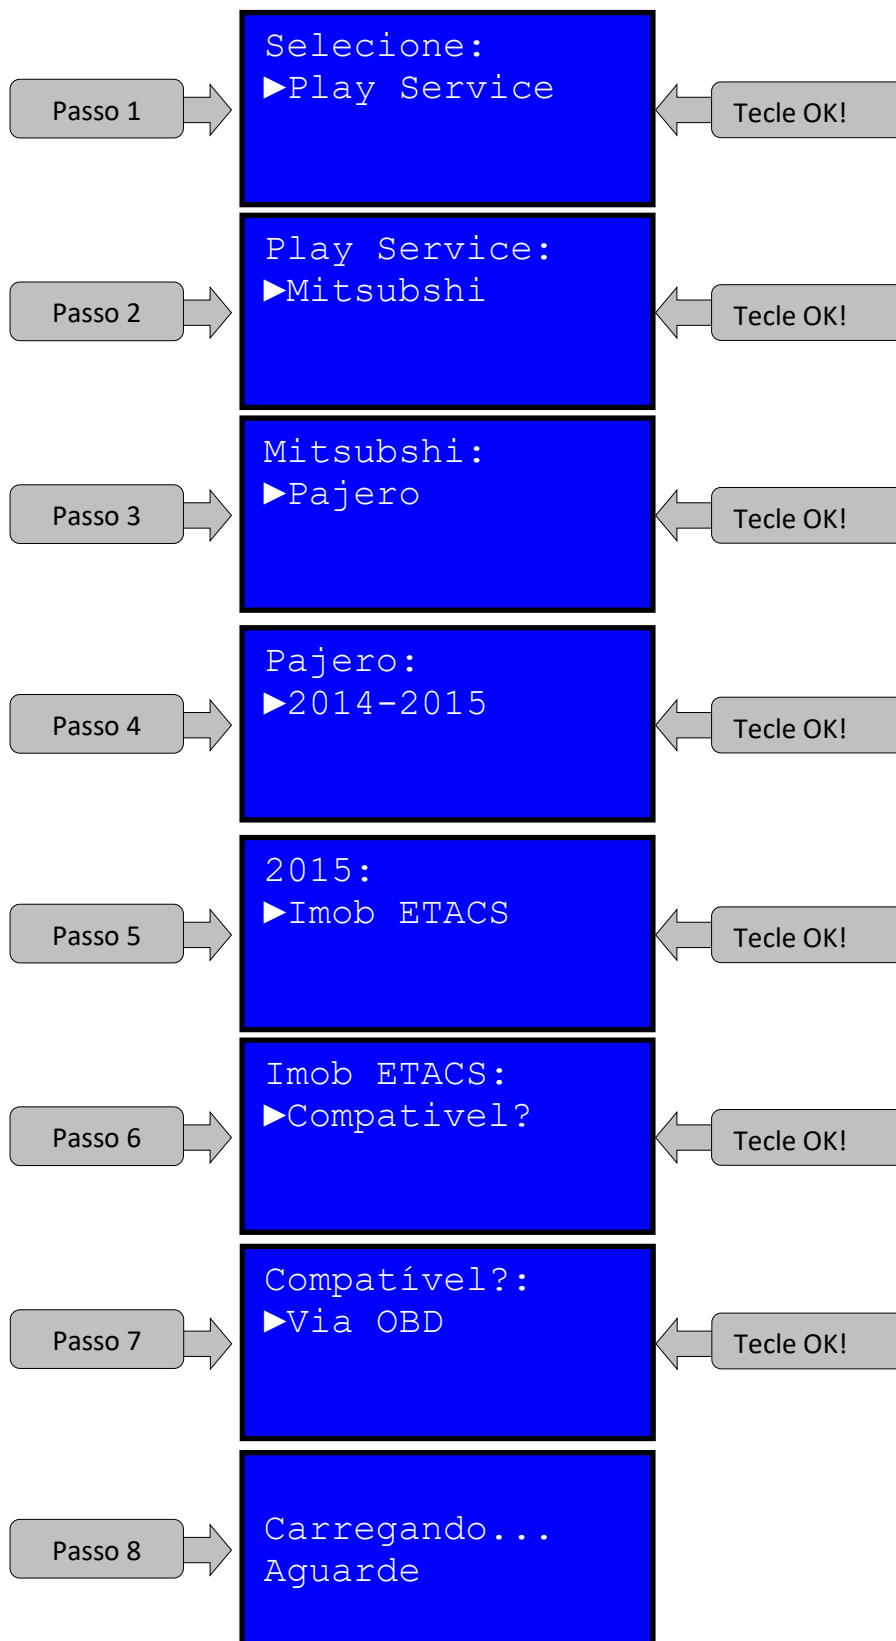 Passo 1
Selecione:
►Play Service
Tecle OK!
Passo 2
Play Service:
►Mitsubshi
Tecle OK!
Passo 3
Mitsubshi:
►Pajero
Tecle OK!
Passo 4
Pajero:
►2014-2015
Tecle OK!
Passo 5
2015:
►Imob ETACS
Tecle OK!
Passo 6
Imob ETACS:
►Compativel?
Tecle OK!
Passo 7
Compatível?:
►Via OBD
Tecle OK!
Passo 8
Carregando...
Aguarde